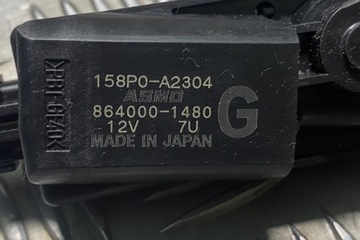 158P0-A2304
ASMO
864000-1480
12V 7U
MADE IN JAPAN
G